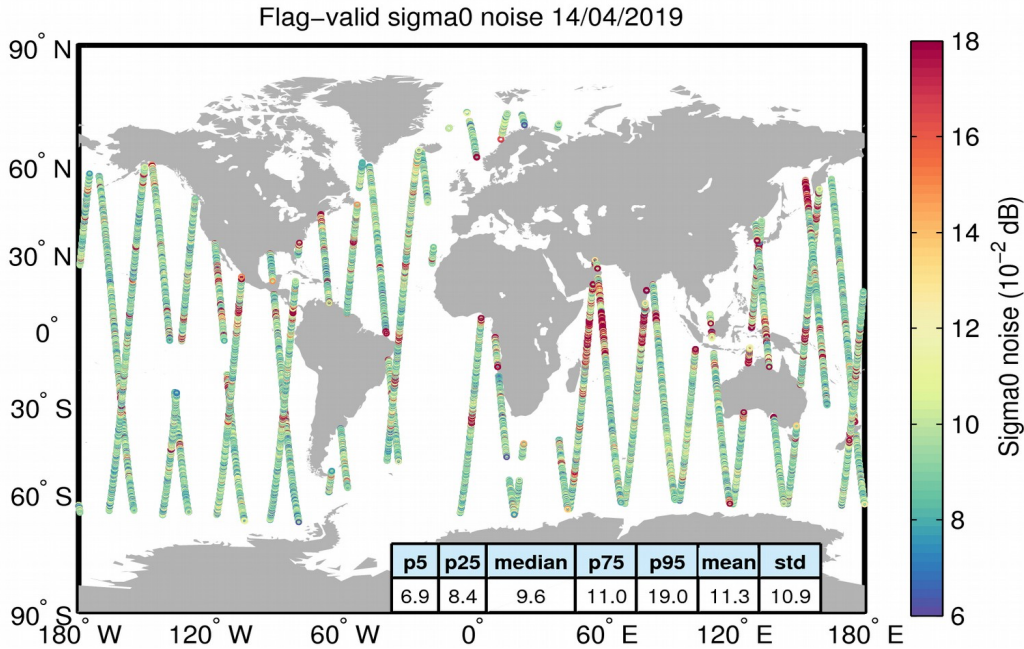 Flag−valid sigma0 noise 14/04/2019
90° N
60° N
30° N
0°
30° S
60° S
90° S
180° W
120° W
60° W
0°
60° E
120° E
180° E
p5 p25 median p75 p95 mean std
6.9 8.4 9.6 11.0 19.0 11.3 10.9
18
16
14
12
10
8
6
Sigma0 noise (10⁻² dB)